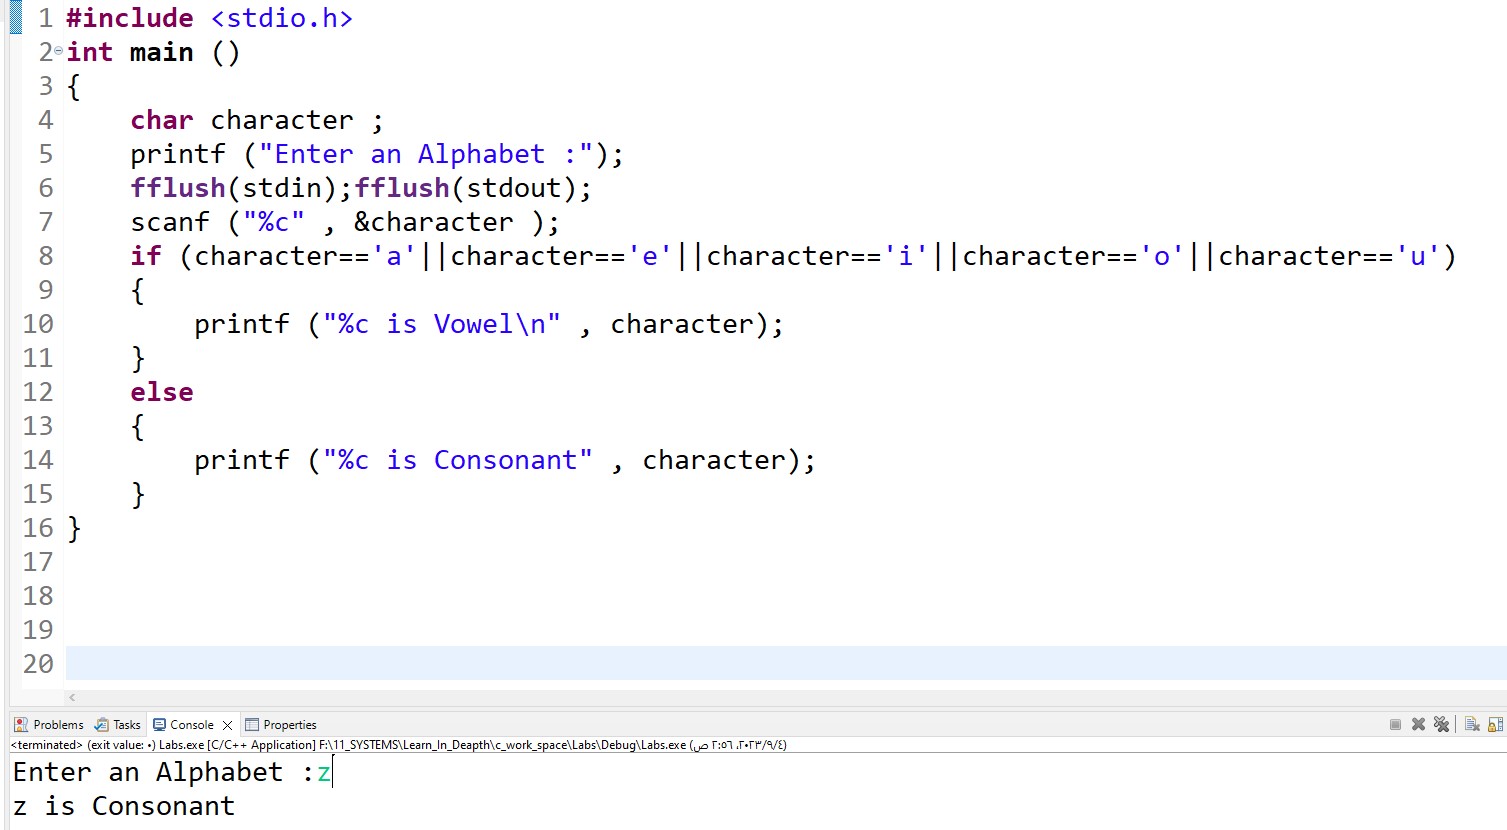 1 #include <stdio.h>
2 int main ()
3 {
4 char character ;
5 printf ("Enter an Alphabet :");
6 fflush(stdin);fflush(stdout);
7 scanf ("%c" , &character );
8 if (character=='a'||character=='e'||character=='i'||character=='o'||character=='u')
9 {
10 printf ("%c is Vowel\n" , character);
11 }
12 else
13 {
14 printf ("%c is Consonant" , character);
15 }
16 }
17
18
19
20
Problems Tasks Console Properties
<terminated> (exit value: ٠) Labs.exe [C/C++ Application] F:\11_SYSTEMS\Learn_In_Deapth\c_work_space\Labs\Debug\Labs.exe (٢٠٢٣/٩/٤، ٢:٥٦ ص)
Enter an Alphabet :z
z is Consonant